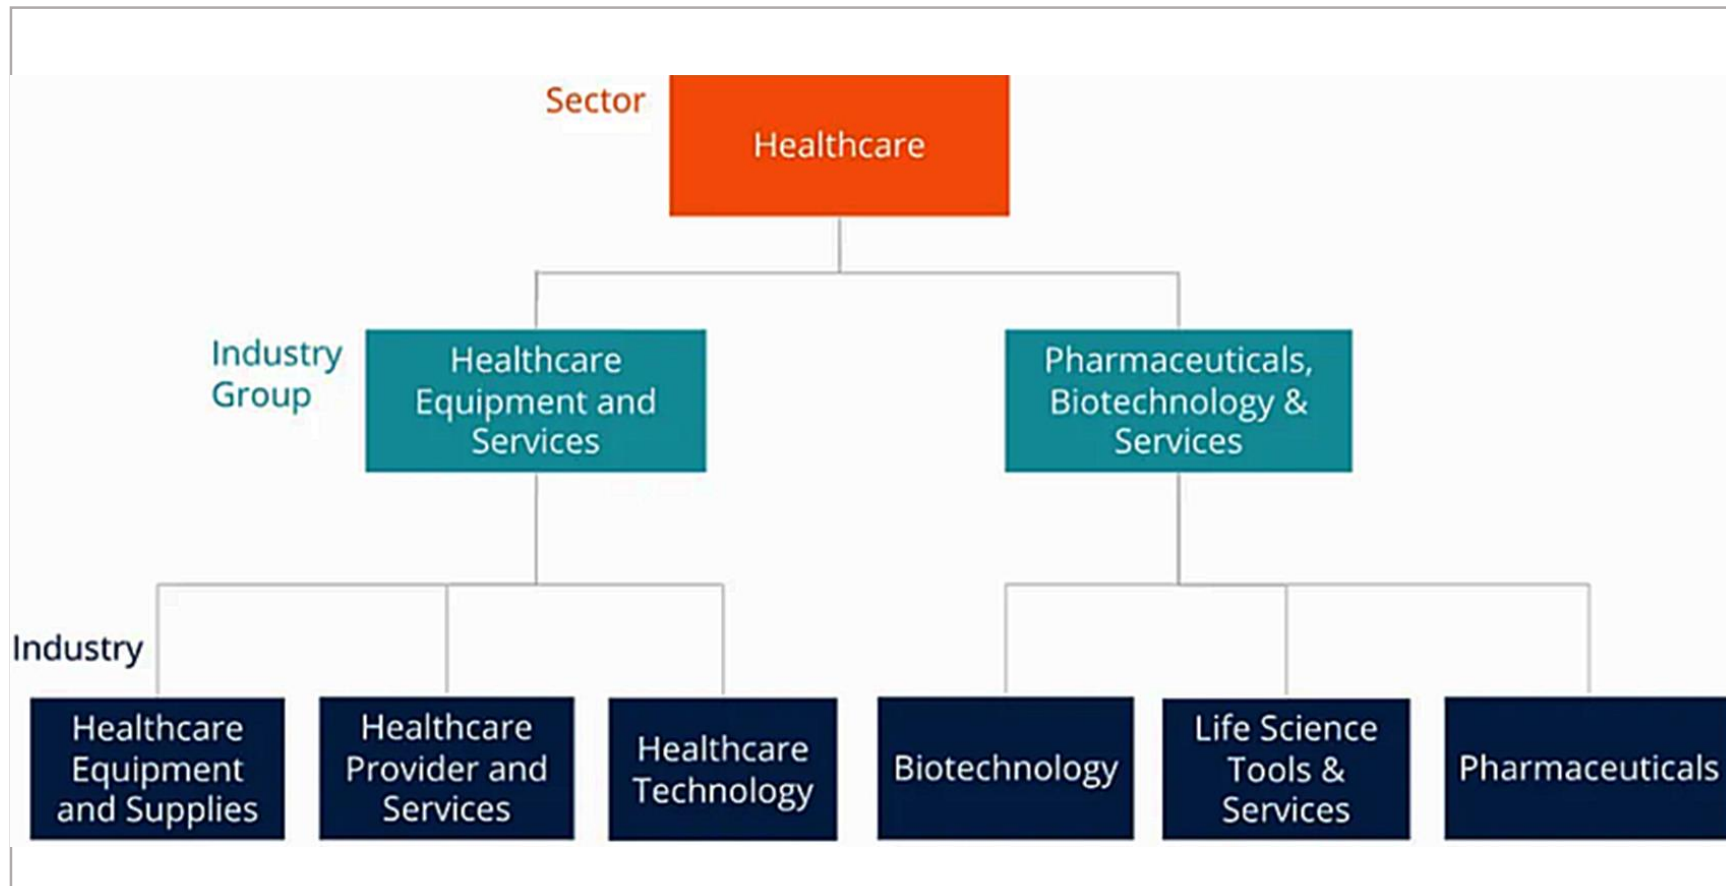 Sector
Healthcare
Industry
Group
Healthcare
Equipment and
Services
Pharmaceuticals,
Biotechnology &
Services
Industry
Healthcare
Equipment
and Supplies
Healthcare
Provider and
Services
Healthcare
Technology
Biotechnology
Life Science
Tools &
Services
Pharmaceuticals